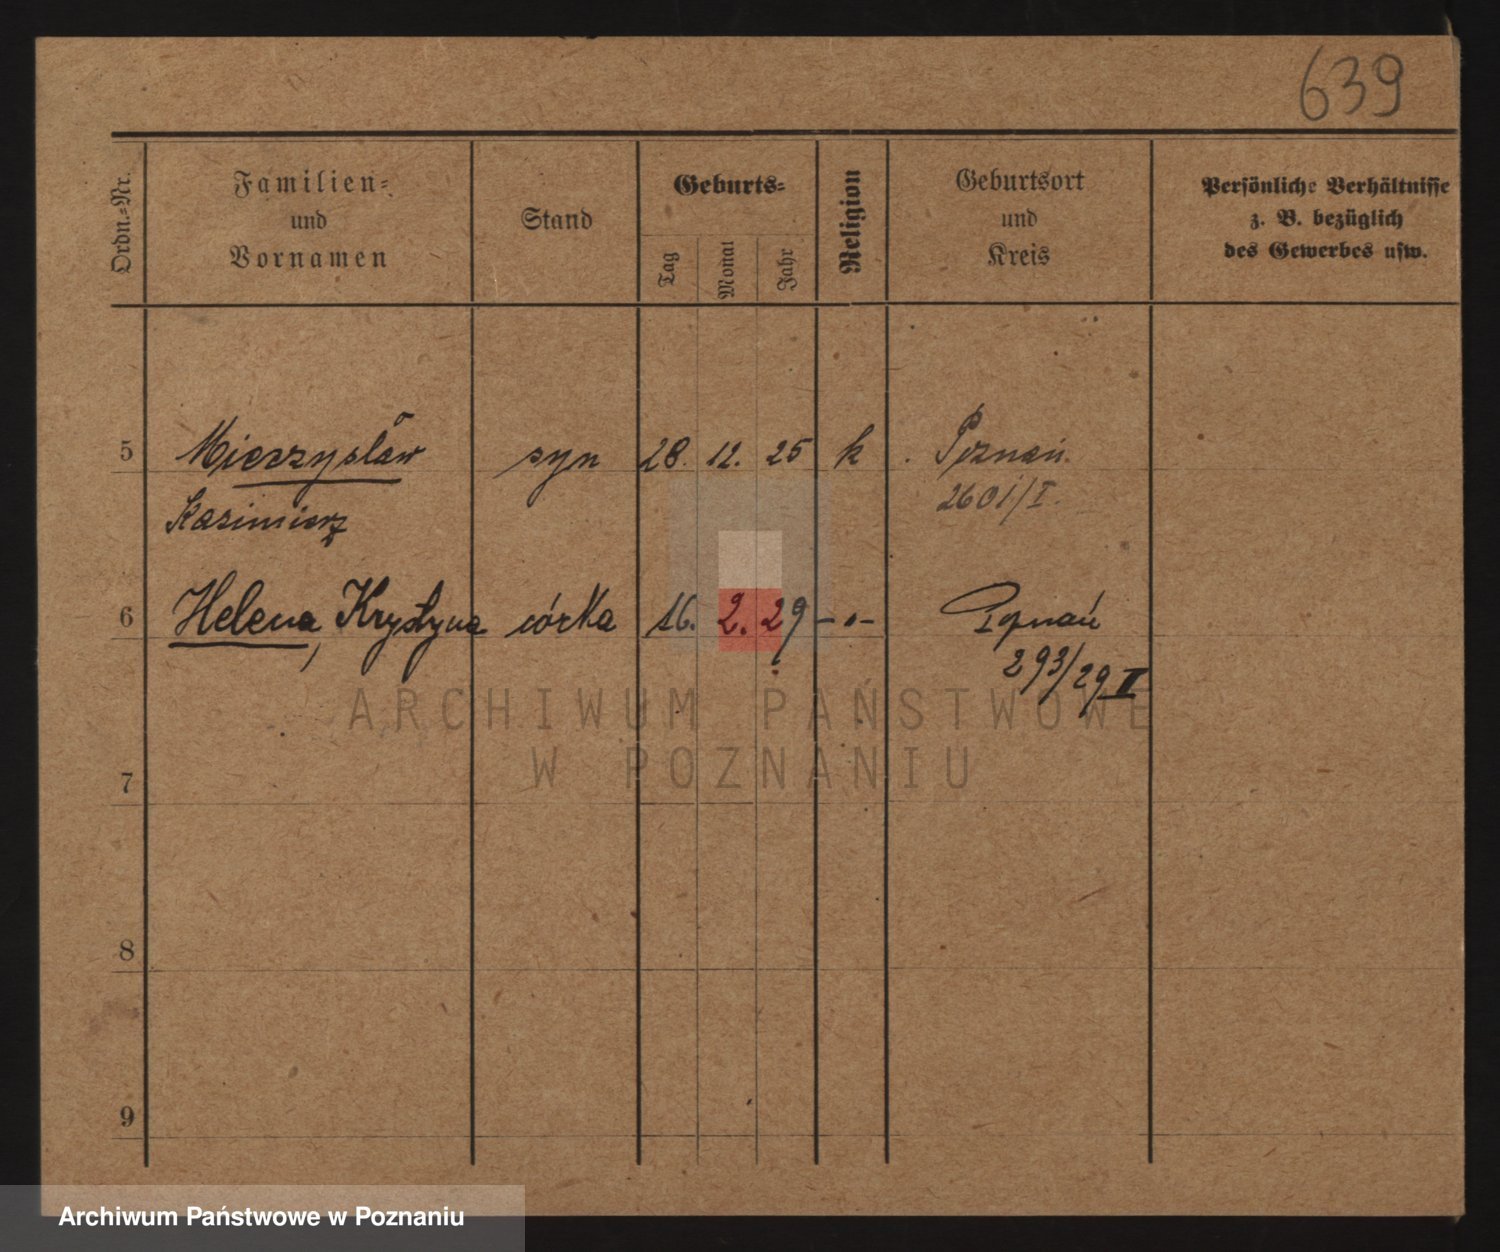 639
Ordn.=Nr.
Familien=
und
Vornamen
Stand
Geburts=
Tag
Monat
Jahr
Religion
Geburtsort
und
Kreis
Persönliche Verhältnisse
z. B. bezüglich
des Gewerbes usw.
5 Mieczysław syn 28. 12. 25 k Poznań.
Kazimierz 2601/I.
6 Helena, Krystyna córka 16. 2. 29 -„- Poznań
293/29 II
ARCHIWUM PAŃSTWOWE
W POZNANIU
7
8
9
Archiwum Państwowe w Poznaniu